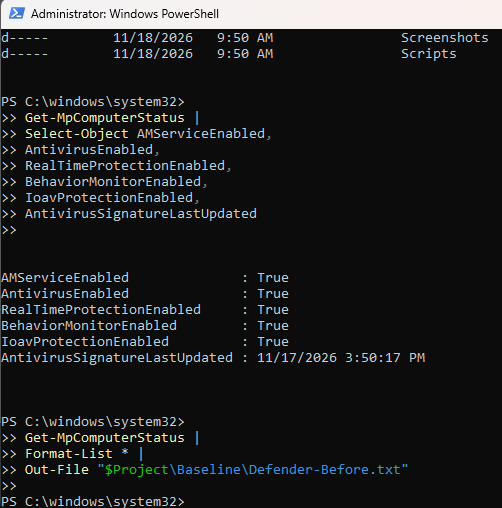 Administrator: Windows PowerShell
d-----        11/18/2026   9:50 AM                Screenshots
d-----        11/18/2026   9:50 AM                Scripts
PS C:\windows\system32>
>> Get-MpComputerStatus |
>> Select-Object AMServiceEnabled,
>> AntivirusEnabled,
>> RealTimeProtectionEnabled,
>> BehaviorMonitorEnabled,
>> IoavProtectionEnabled,
>> AntivirusSignatureLastUpdated
>>
AMServiceEnabled              : True
AntivirusEnabled              : True
RealTimeProtectionEnabled     : True
BehaviorMonitorEnabled        : True
IoavProtectionEnabled         : True
AntivirusSignatureLastUpdated : 11/17/2026 3:50:17 PM
PS C:\windows\system32>
>> Get-MpComputerStatus |
>> Format-List * |
>> Out-File "$Project\Baseline\Defender-Before.txt"
>>
PS C:\windows\system32>